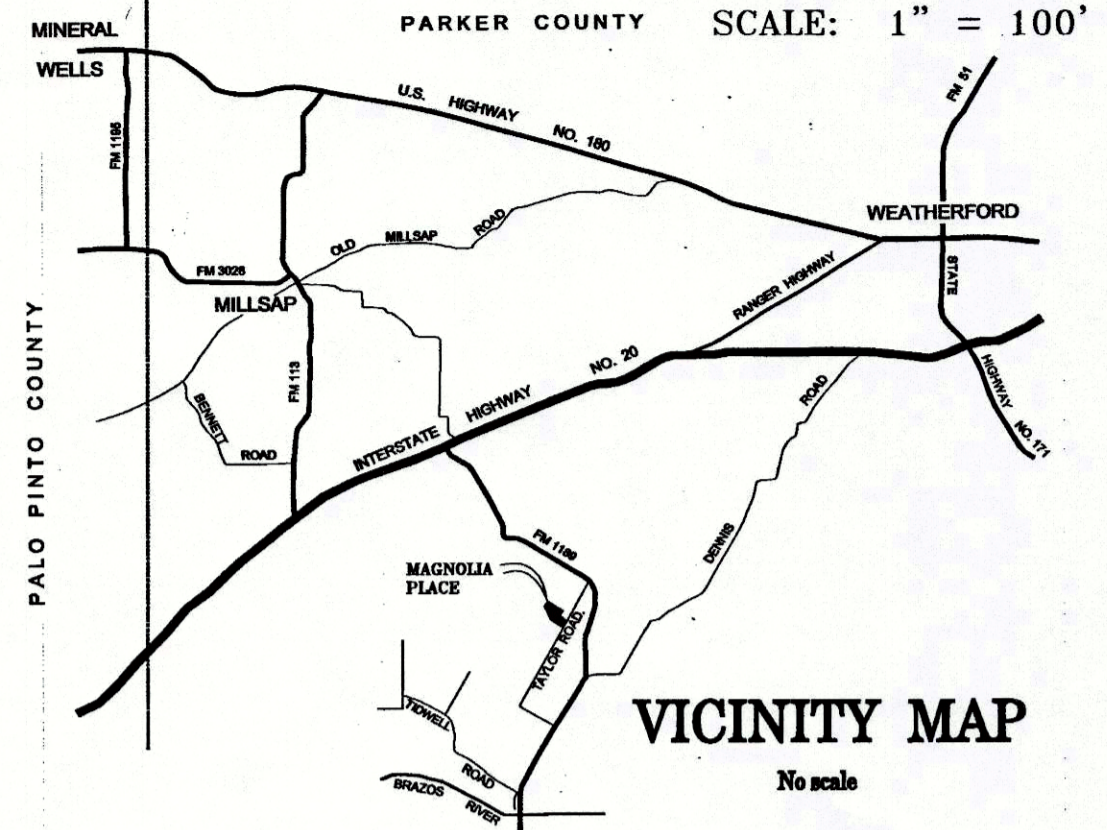 PARKER COUNTY
SCALE: 1" = 100'
MINERAL
WELLS
FM 51
U.S. HIGHWAY NO. 180
FM 1195
WEATHERFORD
OLD MILLSAP ROAD
STATE HIGHWAY NO. 171
FM 3028
RANGER HIGHWAY
MILLSAP
PALO PINTO COUNTY
FM 113
INTERSTATE HIGHWAY NO. 20
BENNETT ROAD
DENNIS ROAD
FM 1189
MAGNOLIA
PLACE
TAYLOR ROAD.
TIDWELL ROAD
BRAZOS RIVER
VICINITY MAP
No scale